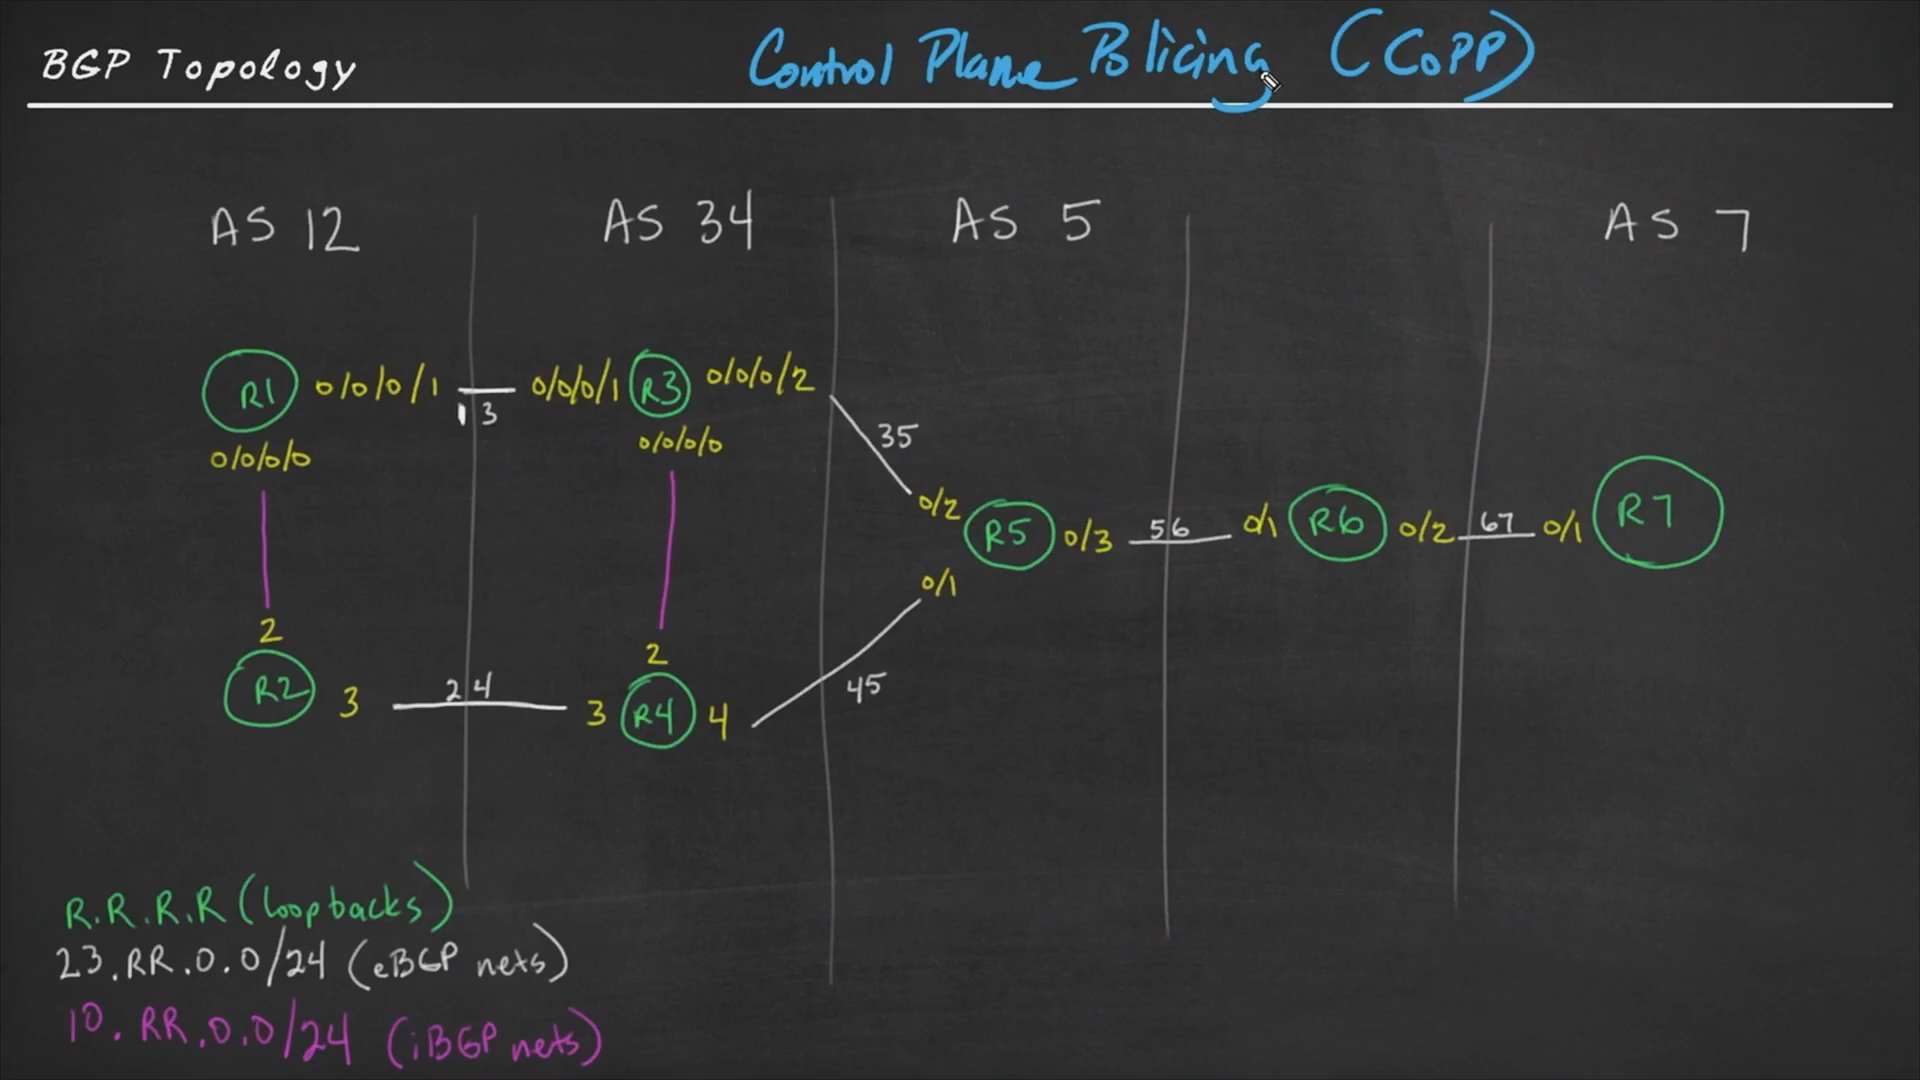 BGP Topology
Control Plane Policing (CoPP)
AS 12
AS 34
AS 5
AS 7
R1 0/0/0/1
13
0/0/0/1 R3 0/0/0/2
0/0/0/0
0/0/0/0
35
0/2
R5 0/3
56
0/1 R6 0/2
67
0/1 R7
0/1
2
R2 3
24
2
3 R4 4
45
R.R.R.R (loopbacks)
23.RR.0.0/24 (eBGP nets)
10.RR.0.0/24 (iBGP nets)